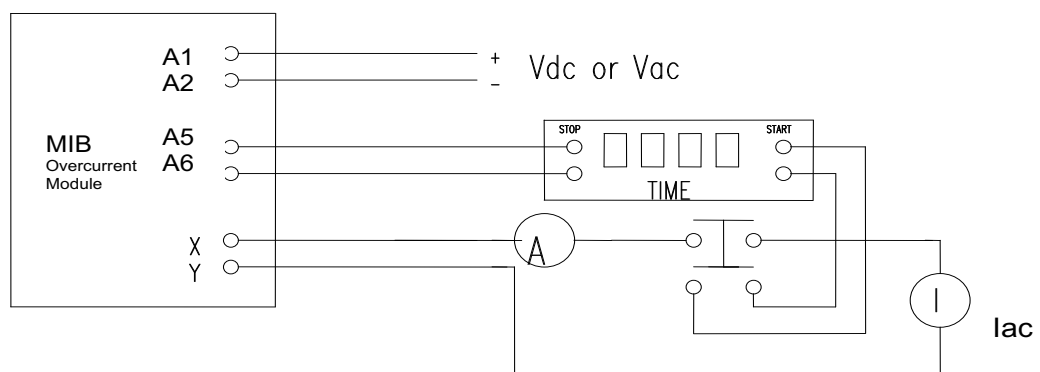 A1
A2
+
−
Vdc or Vac
STOP
START
MIB
Overcurrent
Module
A5
A6
TIME
X
Y
A
I
Iac